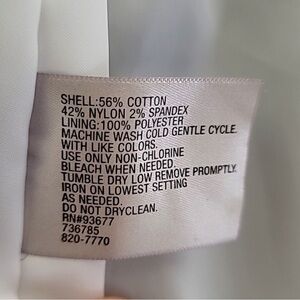 SHELL:56% COTTON
42% NYLON 2% SPANDEX
LINING:100% POLYESTER
MACHINE WASH COLD GENTLE CYCLE.
WITH LIKE COLORS.
USE ONLY NON-CHLORINE
BLEACH WHEN NEEDED.
TUMBLE DRY LOW REMOVE PROMPTLY.
IRON ON LOWEST SETTING
AS NEEDED.
DO NOT DRYCLEAN.
RN#93677
736785
820-7770